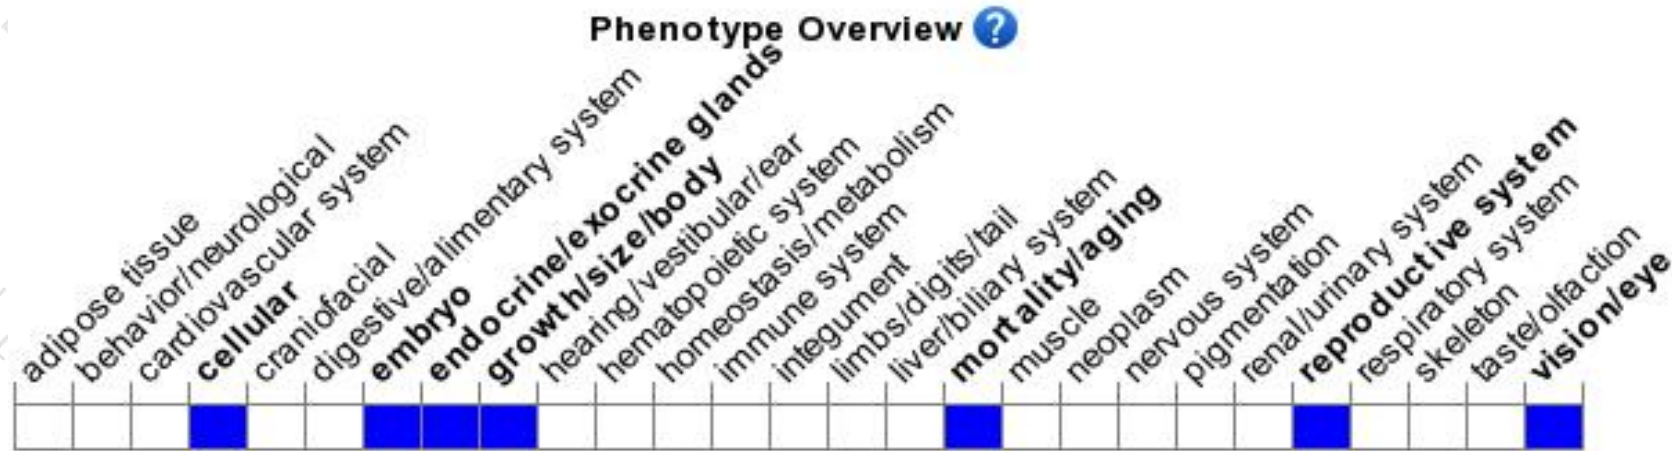 Phenotype Overview ?
adipose tissue
behavior/neurological
cardiovascular system
cellular
craniofacial
digestive/alimentary system
embryo
endocrine/exocrine glands
growth/size/body
hearing/vestibular/ear
hematopoietic system
homeostasis/metabolism
immune system
integument
limbs/digits/tail
liver/biliary system
mortality/aging
muscle
neoplasm
nervous system
pigmentation
renal/urinary system
reproductive system
respiratory system
skeleton
taste/olfaction
vision/eye